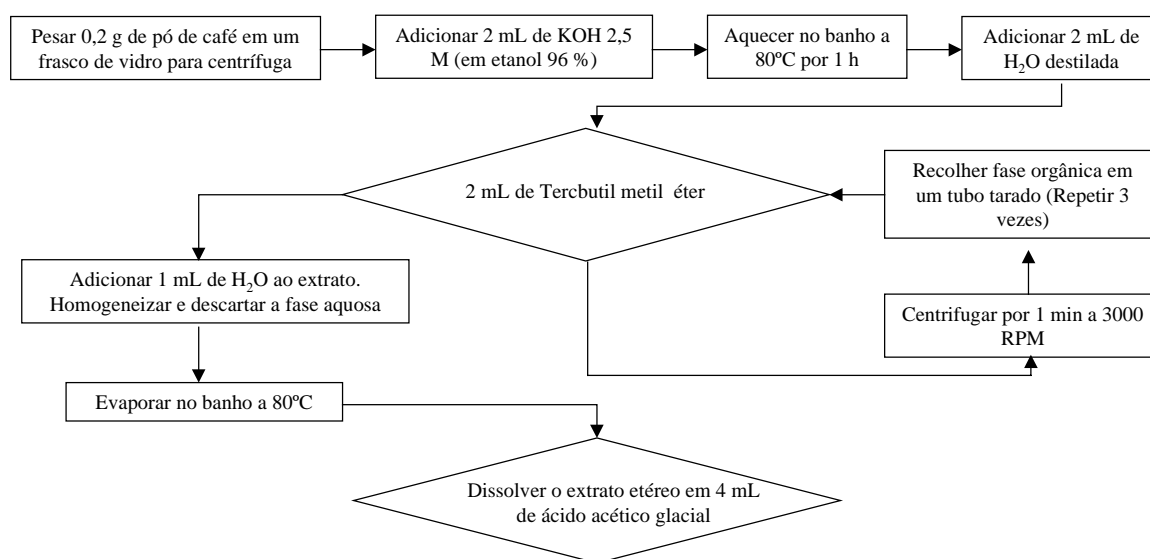 Pesar 0,2 g de pó de café em um
frasco de vidro para centrífuga
Adicionar 2 mL de KOH 2,5
M (em etanol 96 %)
Aquecer no banho a
80ºC por 1 h
Adicionar 2 mL de
H₂O destilada
2 mL de Tercbutil metil éter
Recolher fase orgânica em
um tubo tarado (Repetir 3
vezes)
Centrifugar por 1 min a 3000
RPM
Adicionar 1 mL de H₂O ao extrato.
Homogeneizar e descartar a fase aquosa
Evaporar no banho a 80ºC
Dissolver o extrato etéreo em 4 mL
de ácido acético glacial